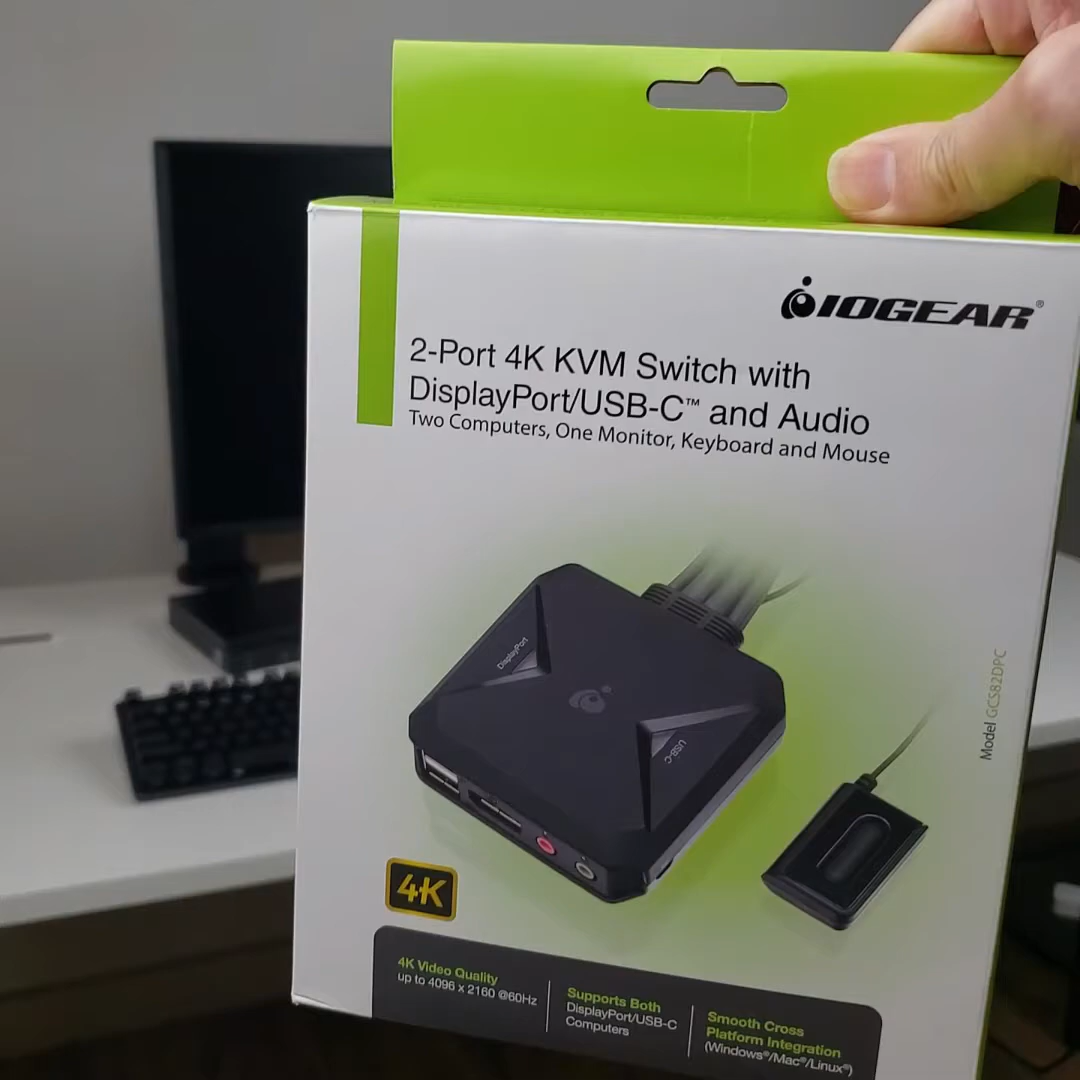 IOGEAR®
2-Port 4K KVM Switch with
DisplayPort/USB-C™ and Audio
Two Computers, One Monitor, Keyboard and Mouse
DisplayPort
USB-C
Model GCS82DPC
4K
4K Video Quality
up to 4096 x 2160 @60Hz
Supports Both
DisplayPort/USB-C
Computers
Smooth Cross
Platform Integration
(Windows®/Mac®/Linux®)